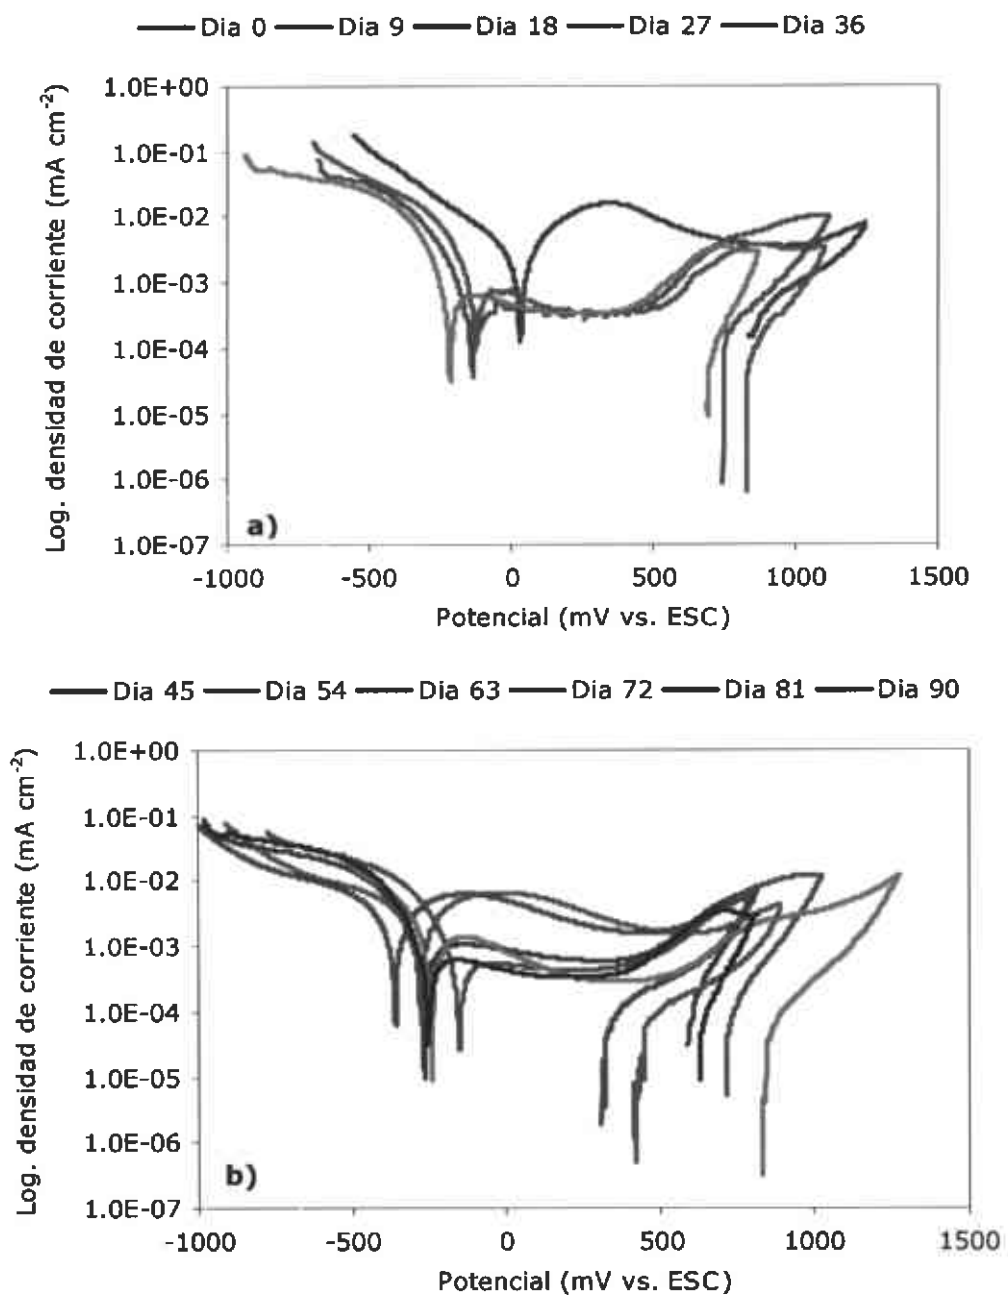 Dia 0 Dia 9 Dia 18 Dia 27 Dia 36
Log. densidad de corriente (mA cm⁻²)
1.0E+00
1.0E-01
1.0E-02
1.0E-03
1.0E-04
1.0E-05
1.0E-06
1.0E-07
a)
-1000 -500 0 500 1000 1500
Potencial (mV vs. ESC)
Dia 45 Dia 54 Dia 63 Dia 72 Dia 81 Dia 90
Log. densidad de corriente (mA cm⁻²)
1.0E+00
1.0E-01
1.0E-02
1.0E-03
1.0E-04
1.0E-05
1.0E-06
1.0E-07
b)
-1000 -500 0 500 1000 1500
Potencial (mV vs. ESC)